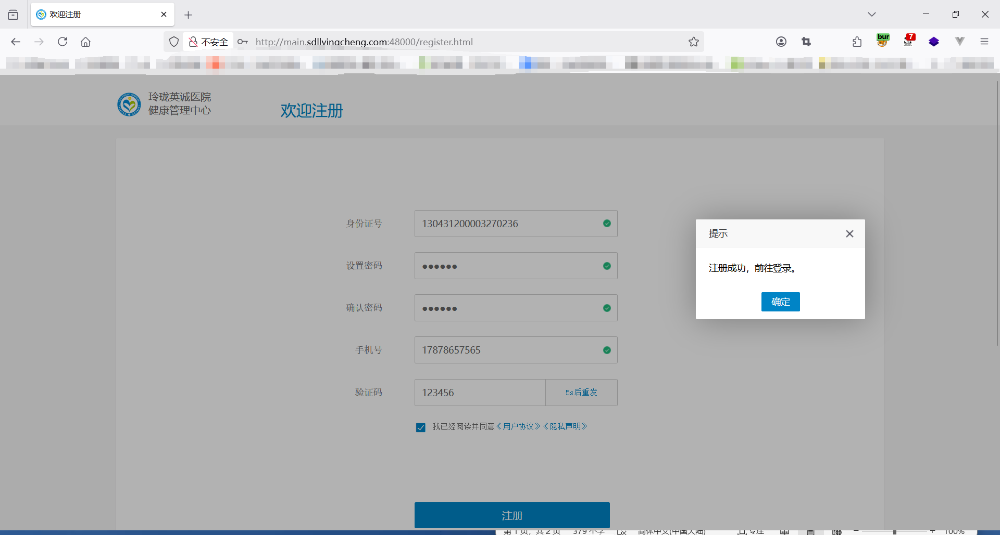 欢迎注册
不安全
http://main.sdllyingcheng.com:48000/register.html
bur
7
玲珑英诚医院
健康管理中心
欢迎注册
身份证号
130431200003270236
设置密码
●●●●●●
确认密码
●●●●●●
手机号
17878657565
验证码
123456
5s后重发
我已经阅读并同意《用户协议》《隐私声明》
注册
提示
注册成功，前往登录。
确定
第1页，共2页
379个字
简体中文(中国大陆)
专注
100%